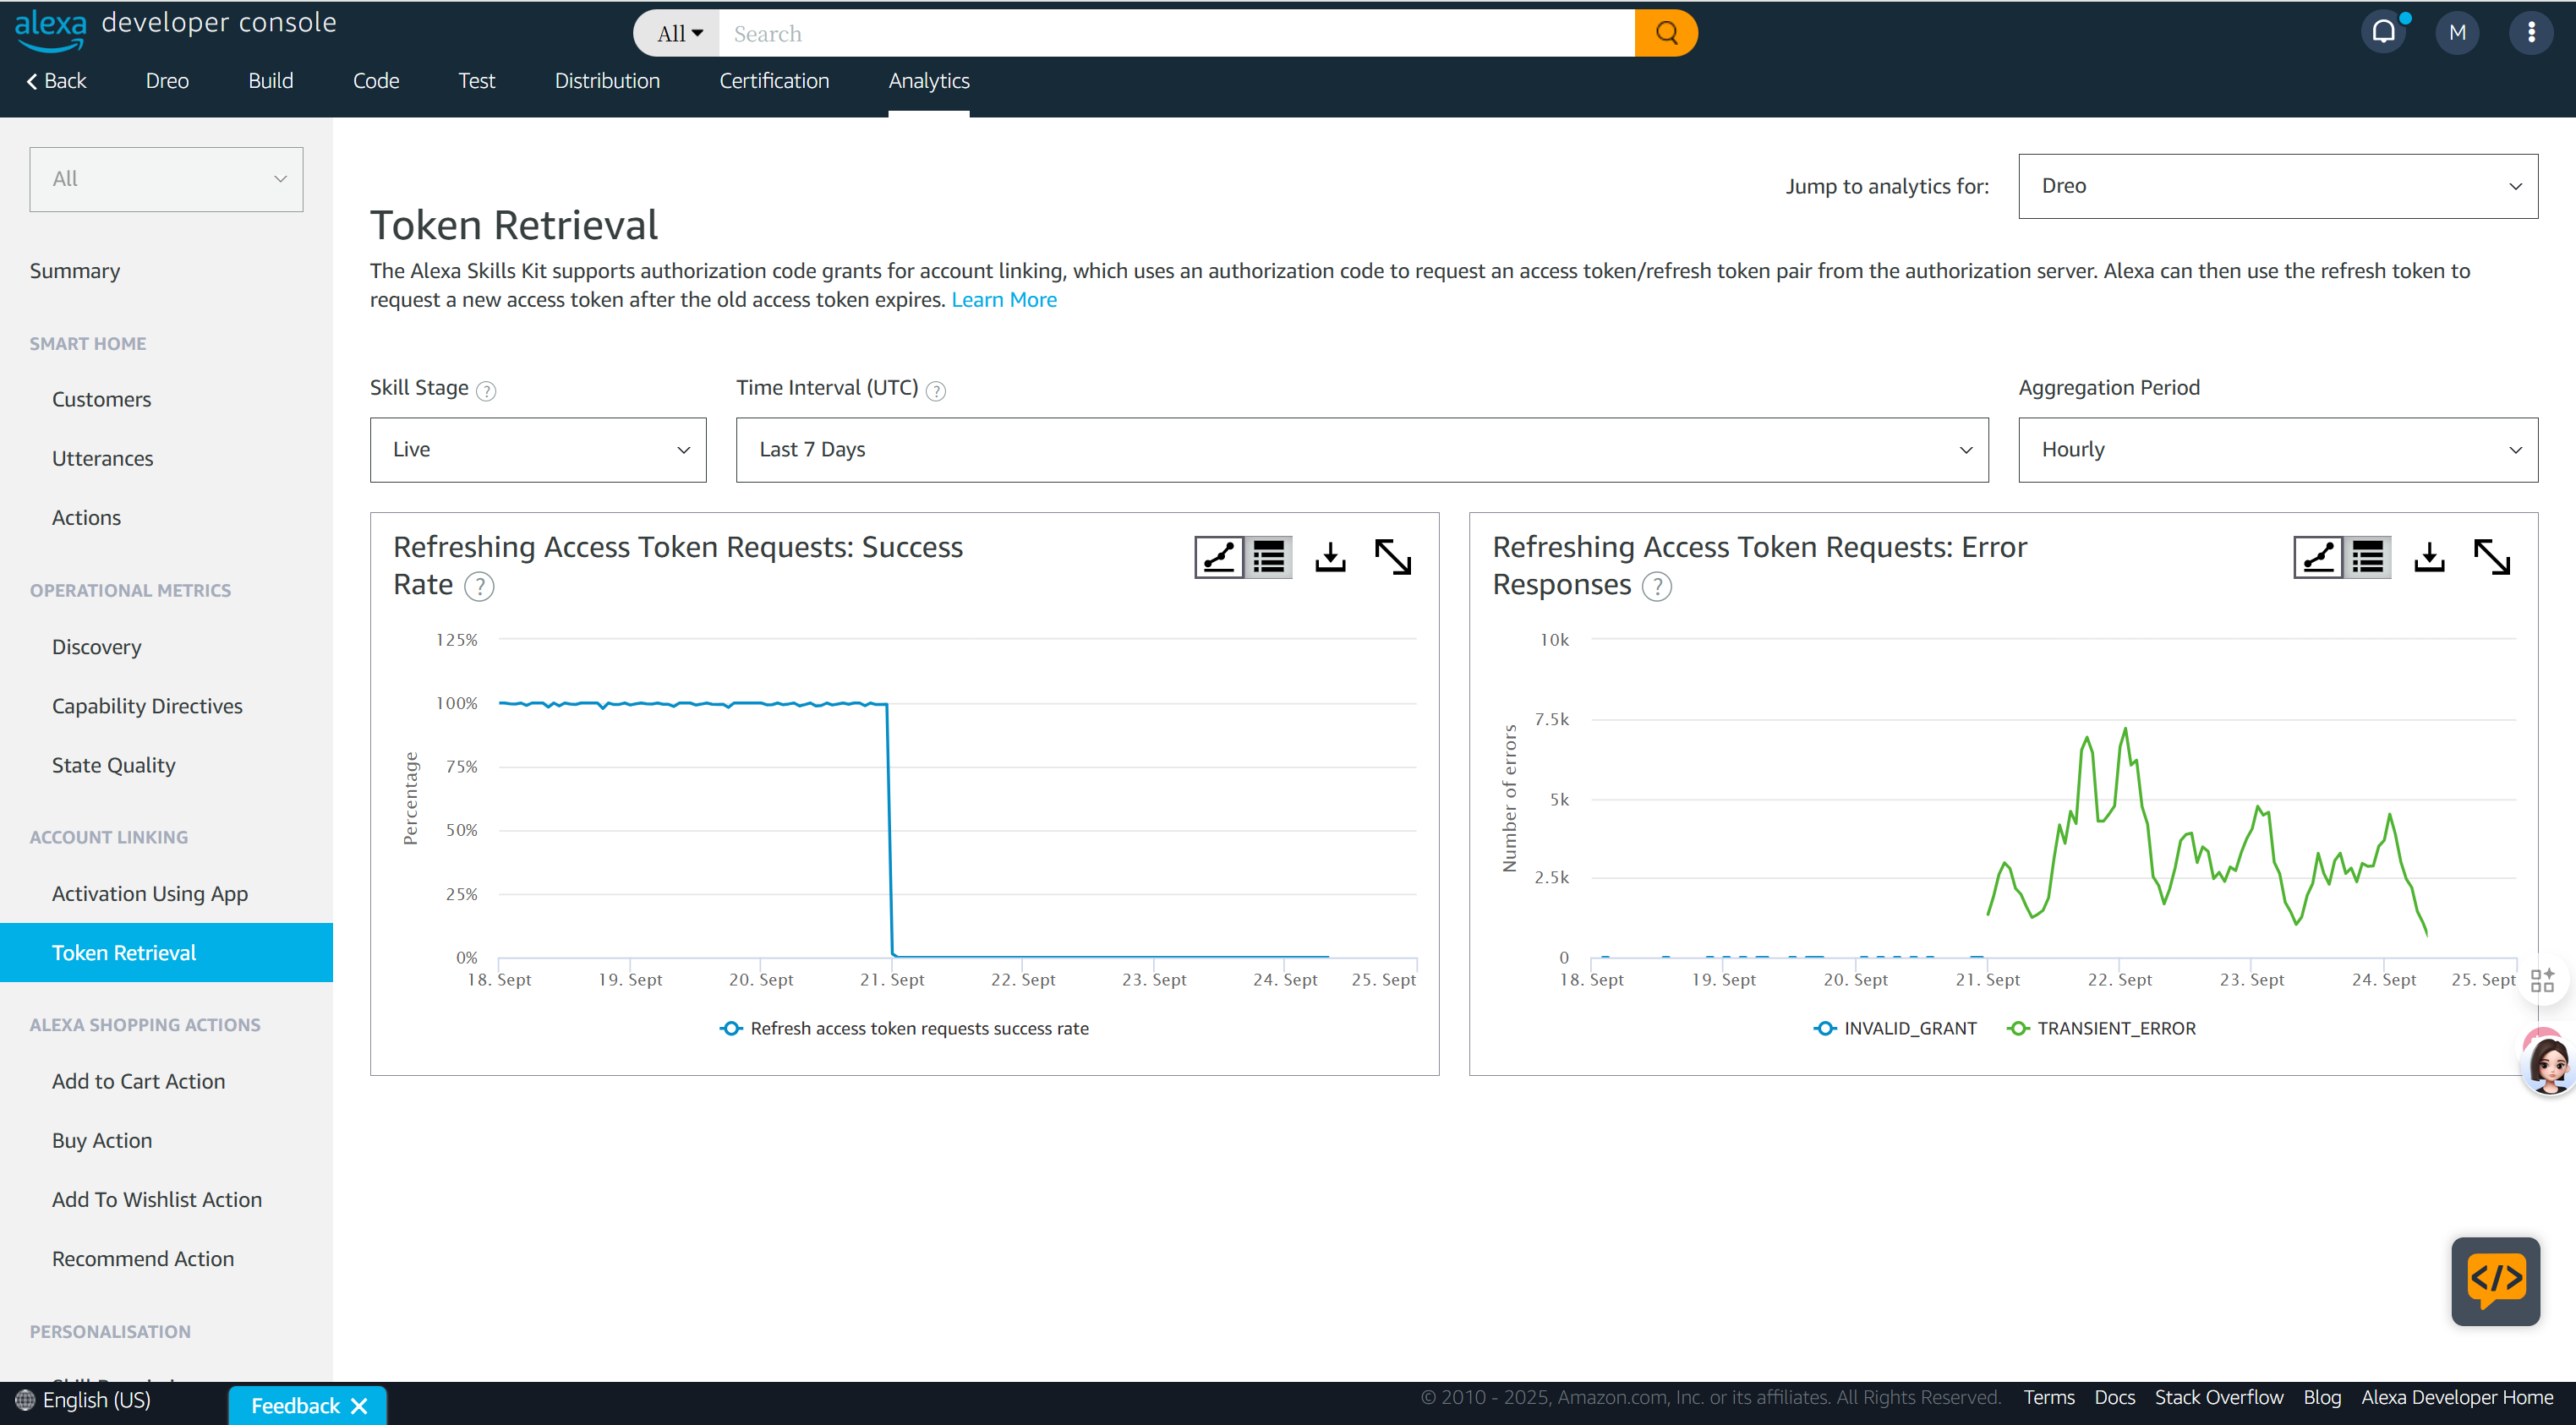 alexa developer console
All
Search
M
Back
Dreo
Build
Code
Test
Distribution
Certification
Analytics
All
Summary
SMART HOME
Customers
Utterances
Actions
OPERATIONAL METRICS
Discovery
Capability Directives
State Quality
ACCOUNT LINKING
Activation Using App
Token Retrieval
ALEXA SHOPPING ACTIONS
Add to Cart Action
Buy Action
Add To Wishlist Action
Recommend Action
PERSONALISATION
Jump to analytics for:
Dreo
Token Retrieval
The Alexa Skills Kit supports authorization code grants for account linking, which uses an authorization code to request an access token/refresh token pair from the authorization server. Alexa can then use the refresh token to
request a new access token after the old access token expires. Learn More
Skill Stage ?
Live
Time Interval (UTC) ?
Last 7 Days
Aggregation Period
Hourly
Refreshing Access Token Requests: Success
Rate ?
Percentage
125%
100%
75%
50%
25%
0%
18. Sept
19. Sept
20. Sept
21. Sept
22. Sept
23. Sept
24. Sept
25. Sept
Refresh access token requests success rate
Refreshing Access Token Requests: Error
Responses ?
Number of errors
10k
7.5k
5k
2.5k
0
18. Sept
19. Sept
20. Sept
21. Sept
22. Sept
23. Sept
24. Sept
25. Sept
INVALID_GRANT
TRANSIENT_ERROR
</>
English (US)
Feedback
© 2010 - 2025, Amazon.com, Inc. or its affiliates. All Rights Reserved.
Terms
Docs
Stack Overflow
Blog
Alexa Developer Home